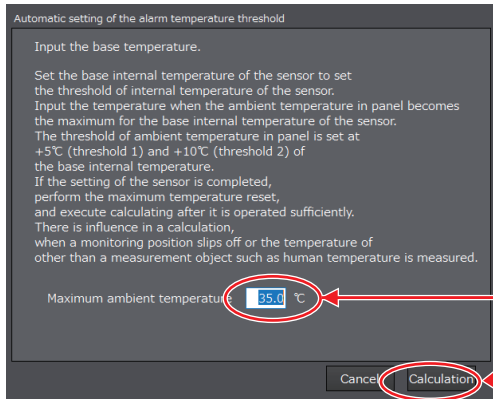 Automatic setting of the alarm temperature threshold
Input the base temperature.
Set the base internal temperature of the sensor to set
the threshold of internal temperature of the sensor.
Input the temperature when the ambient temperature in panel becomes
the maximum for the base internal temperature of the sensor.
The threshold of ambient temperature in panel is set at
+5℃ (threshold 1) and +10℃ (threshold 2) of
the base internal temperature.
If the setting of the sensor is completed,
perform the maximum temperature reset,
and execute calculating after it is operated sufficiently.
There is influence in a calculation,
when a monitoring position slips off or the temperature of
other than a measurement object such as human temperature is measured.
Maximum ambient temperature 35.0 ℃
Cancel Calculation